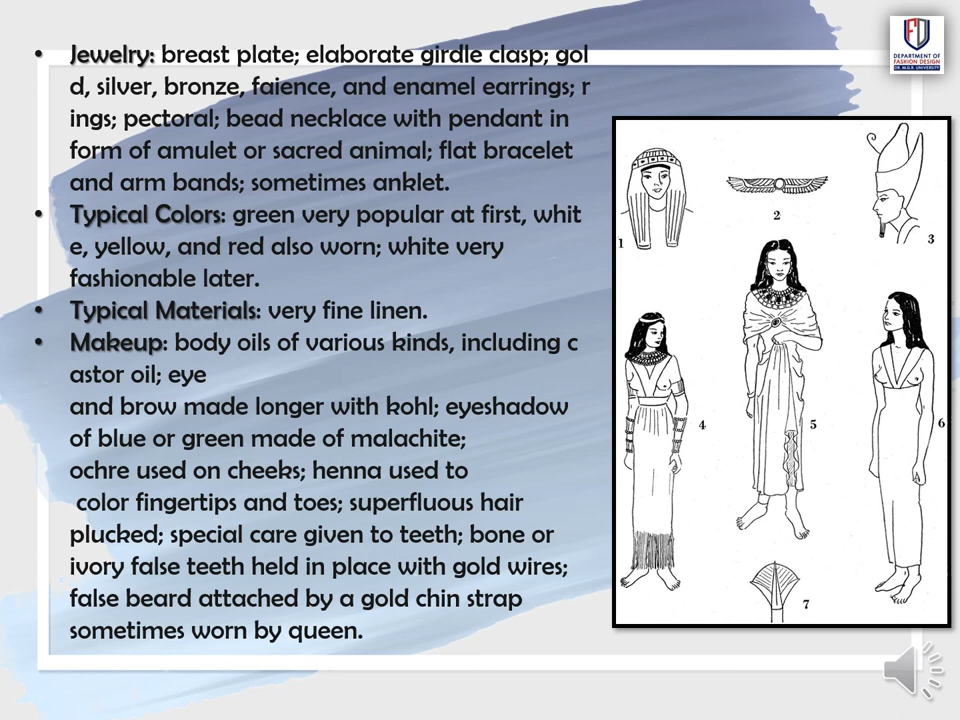 • Jewelry: breast plate; elaborate girdle clasp; gol
d, silver, bronze, faience, and enamel earrings; r
ings; pectoral; bead necklace with pendant in
form of amulet or sacred animal; flat bracelet
and arm bands; sometimes anklet.
• Typical Colors: green very popular at first, whit
e, yellow, and red also worn; white very
fashionable later.
• Typical Materials: very fine linen.
• Makeup: body oils of various kinds, including c
astor oil; eye
and brow made longer with kohl; eyeshadow
of blue or green made of malachite;
ochre used on cheeks; henna used to
color fingertips and toes; superfluous hair
plucked; special care given to teeth; bone or
ivory false teeth held in place with gold wires;
false beard attached by a gold chin strap
sometimes worn by queen.
FD
DEPARTMENT OF
FASHION DESIGN
DR. M.G.R. UNIVERSITY
1
2
3
4
5
6
7